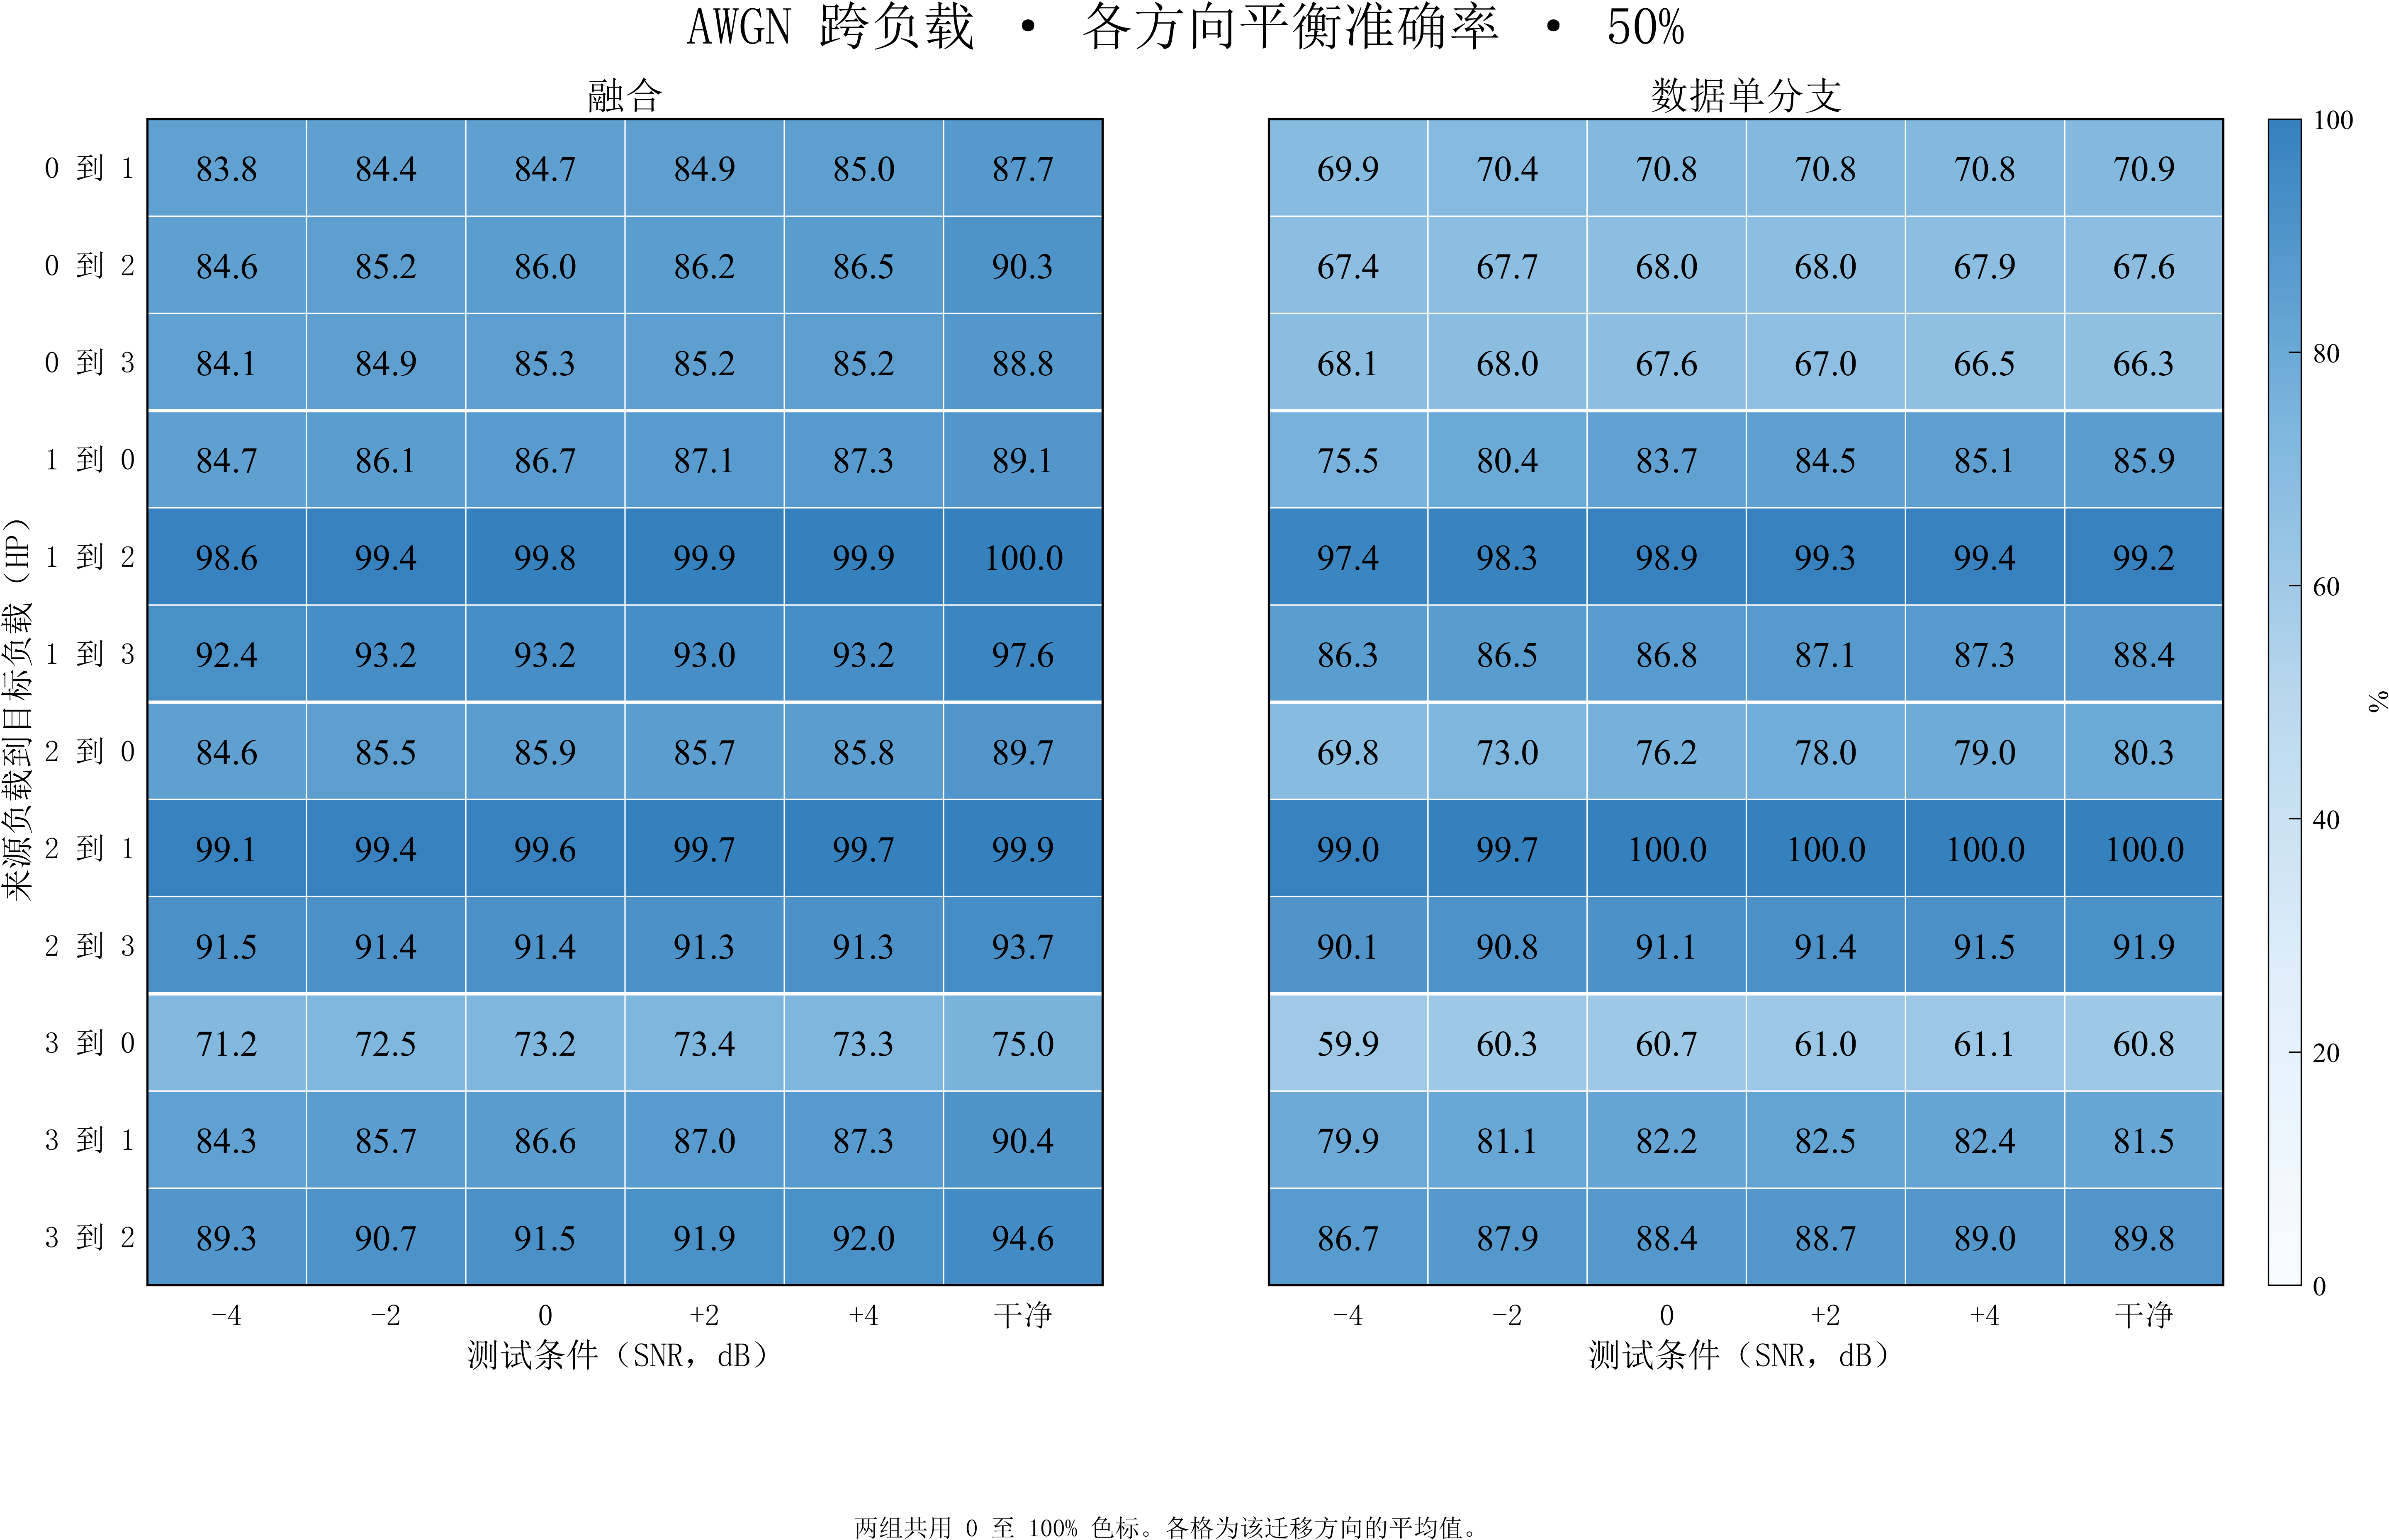 AWGN 跨负载 · 各方向平衡准确率 · 50%
融合
数据单分支
来源负载到目标负载（HP）
0 到 1 83.8 84.4 84.7 84.9 85.0 87.7 69.9 70.4 70.8 70.8 70.8 70.9
0 到 2 84.6 85.2 86.0 86.2 86.5 90.3 67.4 67.7 68.0 68.0 67.9 67.6
0 到 3 84.1 84.9 85.3 85.2 85.2 88.8 68.1 68.0 67.6 67.0 66.5 66.3
1 到 0 84.7 86.1 86.7 87.1 87.3 89.1 75.5 80.4 83.7 84.5 85.1 85.9
1 到 2 98.6 99.4 99.8 99.9 99.9 100.0 97.4 98.3 98.9 99.3 99.4 99.2
1 到 3 92.4 93.2 93.2 93.0 93.2 97.6 86.3 86.5 86.8 87.1 87.3 88.4
2 到 0 84.6 85.5 85.9 85.7 85.8 89.7 69.8 73.0 76.2 78.0 79.0 80.3
2 到 1 99.1 99.4 99.6 99.7 99.7 99.9 99.0 99.7 100.0 100.0 100.0 100.0
2 到 3 91.5 91.4 91.4 91.3 91.3 93.7 90.1 90.8 91.1 91.4 91.5 91.9
3 到 0 71.2 72.5 73.2 73.4 73.3 75.0 59.9 60.3 60.7 61.0 61.1 60.8
3 到 1 84.3 85.7 86.6 87.0 87.3 90.4 79.9 81.1 82.2 82.5 82.4 81.5
3 到 2 89.3 90.7 91.5 91.9 92.0 94.6 86.7 87.9 88.4 88.7 89.0 89.8
-4 -2 0 +2 +4 干净 -4 -2 0 +2 +4 干净
测试条件（SNR，dB）
测试条件（SNR，dB）
100
80
60
40
20
0
%
两组共用 0 至 100% 色标。各格为该迁移方向的平均值。